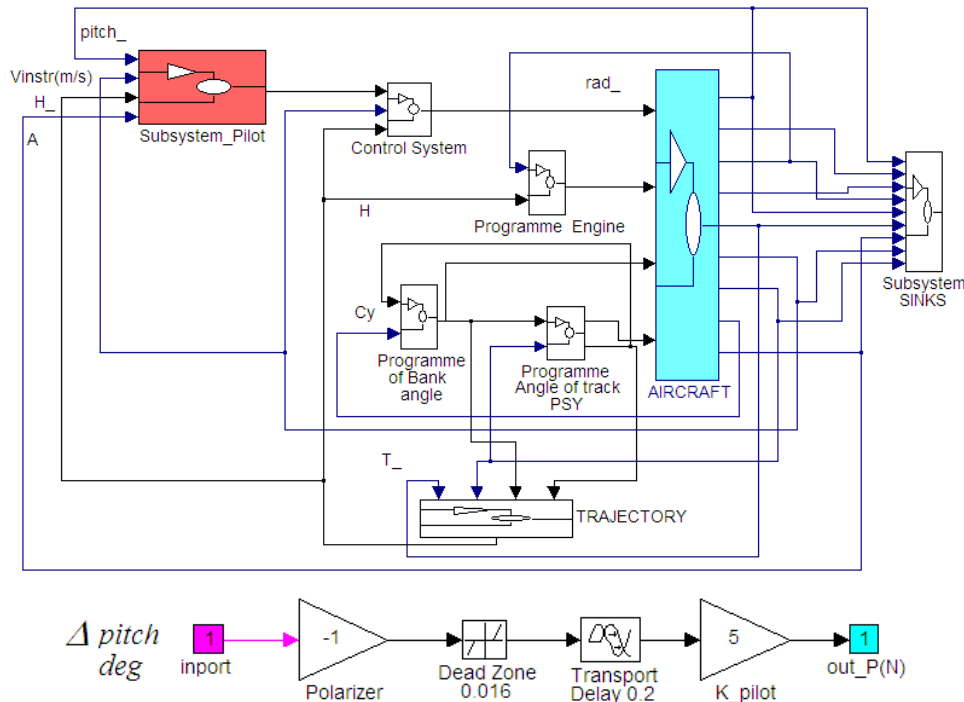 pitch_
Vinstr(m/s)
H_
A
Subsystem_Pilot
Control System
rad_
H
Programme Engine
Cy
Programme
of Bank
angle
Programme
Angle of track
PSY
AIRCRAFT
Subsystem
SINKS
T_
TRAJECTORY
Δ pitch
deg
1
inport
-1
Polarizer
Dead Zone
0.016
Transport
Delay 0.2
5
K_pilot
1
out_P(N)